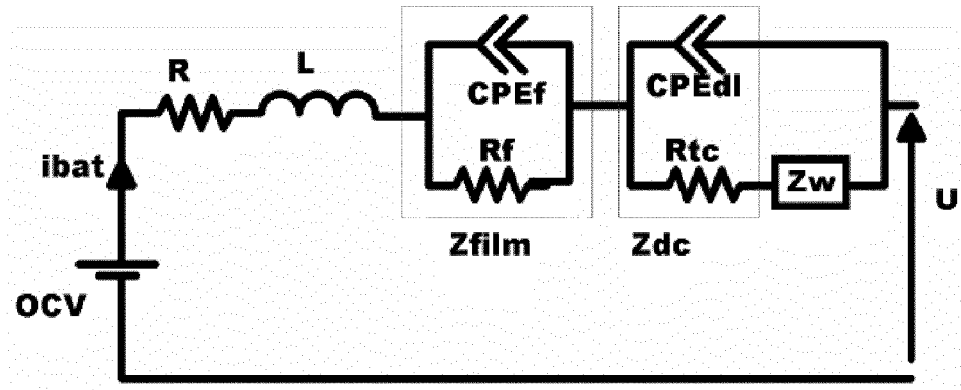 R
L
CPEf
CPEdl
ibat
Rf
Rtc
Zw
U
Zfilm
Zdc
OCV